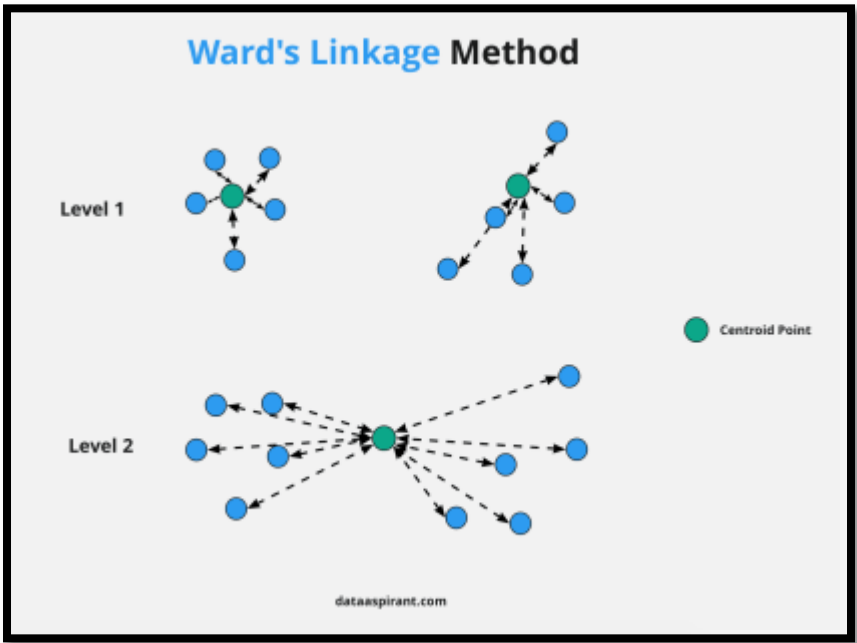 Ward's Linkage Method
Level 1
Centroid Point
Level 2
dataaspirant.com